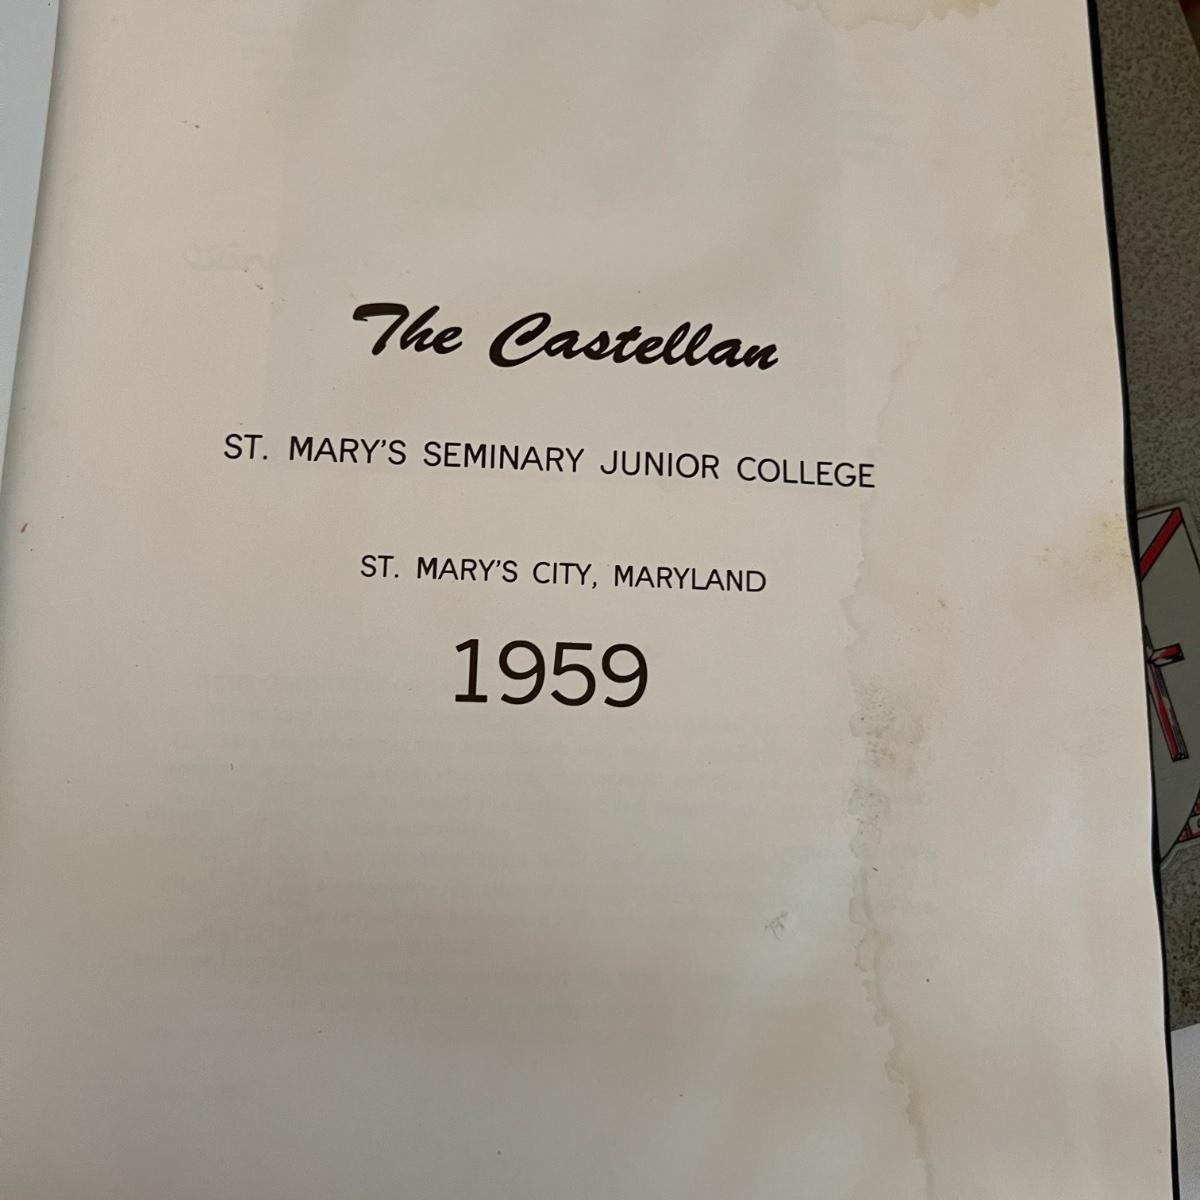 The Castellan
ST. MARY'S SEMINARY JUNIOR COLLEGE
ST. MARY'S CITY, MARYLAND
1959